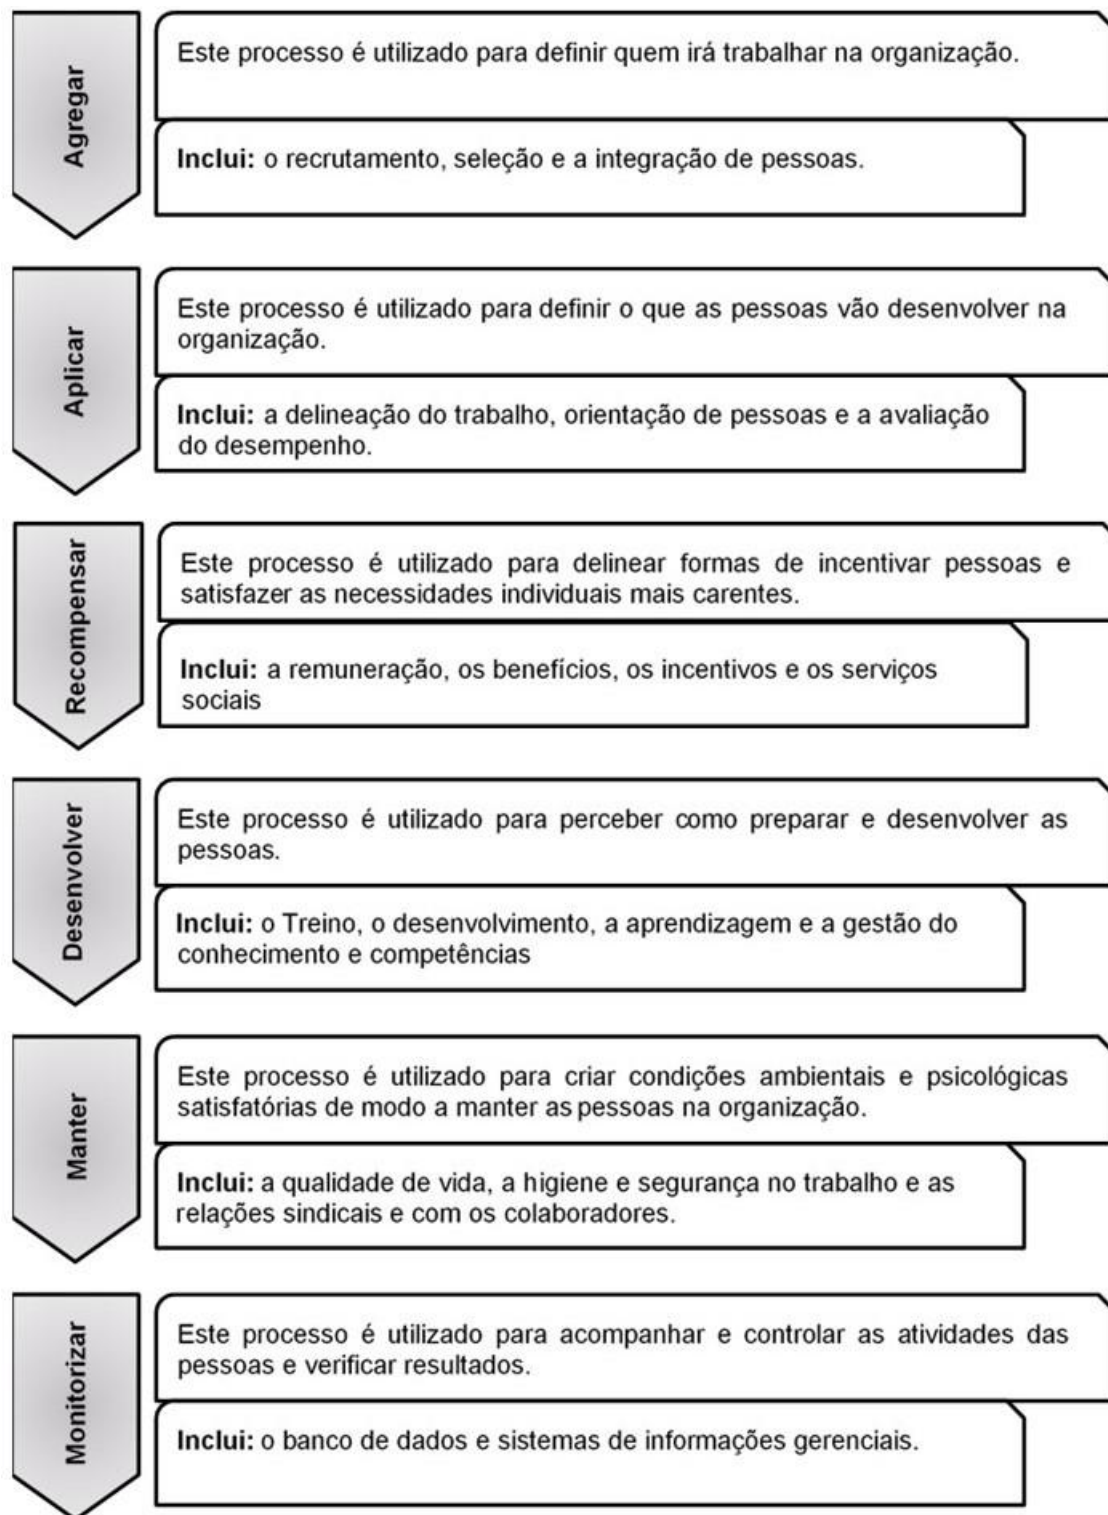 Agregar
Este processo é utilizado para definir quem irá trabalhar na organização.
Inclui: o recrutamento, seleção e a integração de pessoas.
Aplicar
Este processo é utilizado para definir o que as pessoas vão desenvolver na
organização.
Inclui: a delineação do trabalho, orientação de pessoas e a avaliação
do desempenho.
Recompensar
Este processo é utilizado para delinear formas de incentivar pessoas e
satisfazer as necessidades individuais mais carentes.
Inclui: a remuneração, os benefícios, os incentivos e os serviços
sociais
Desenvolver
Este processo é utilizado para perceber como preparar e desenvolver as
pessoas.
Inclui: o Treino, o desenvolvimento, a aprendizagem e a gestão do
conhecimento e competências
Manter
Este processo é utilizado para criar condições ambientais e psicológicas
satisfatórias de modo a manter as pessoas na organização.
Inclui: a qualidade de vida, a higiene e segurança no trabalho e as
relações sindicais e com os colaboradores.
Monitorizar
Este processo é utilizado para acompanhar e controlar as atividades das
pessoas e verificar resultados.
Inclui: o banco de dados e sistemas de informações gerenciais.